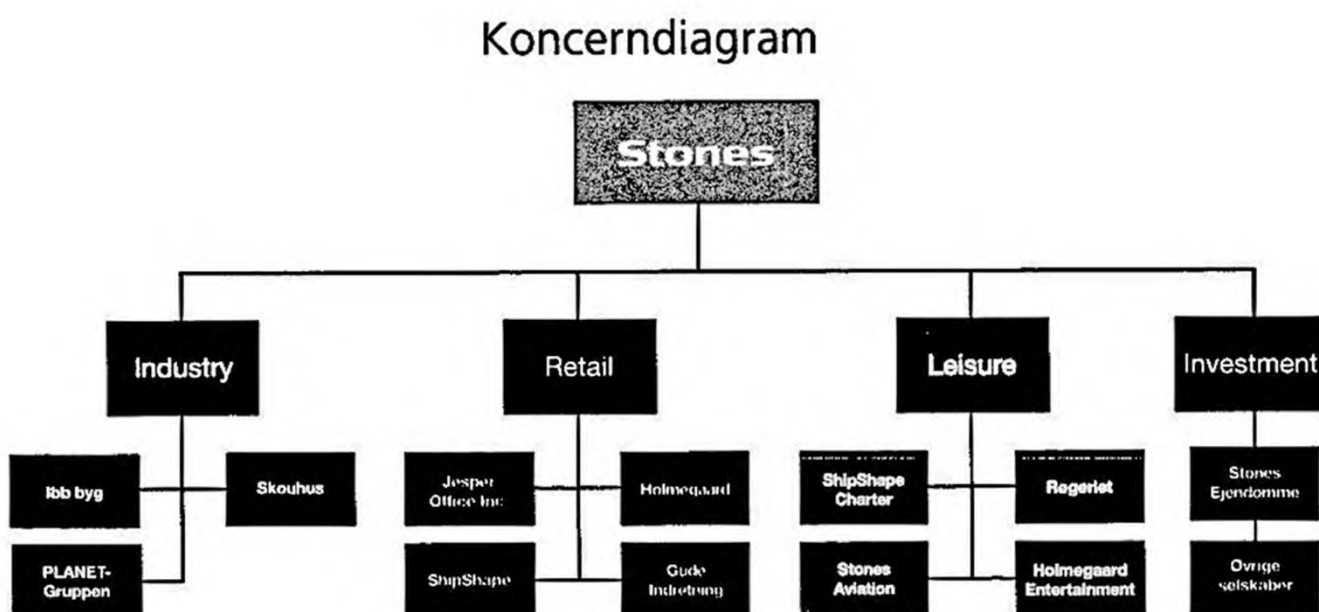 Koncerndiagram
Stones
Industry
Retail
Leisure
Investment
Ibb byg
Skouhus
PLANET-
Gruppen
Jesper
Office Inc
Holmegaard
ShipShape
Gude
Indretning
ShipShape
Charter
Rogeriet
Stones
Aviation
Holmegaard
Entertainment
Stones
Ejendomme
Øvrige
selskaber